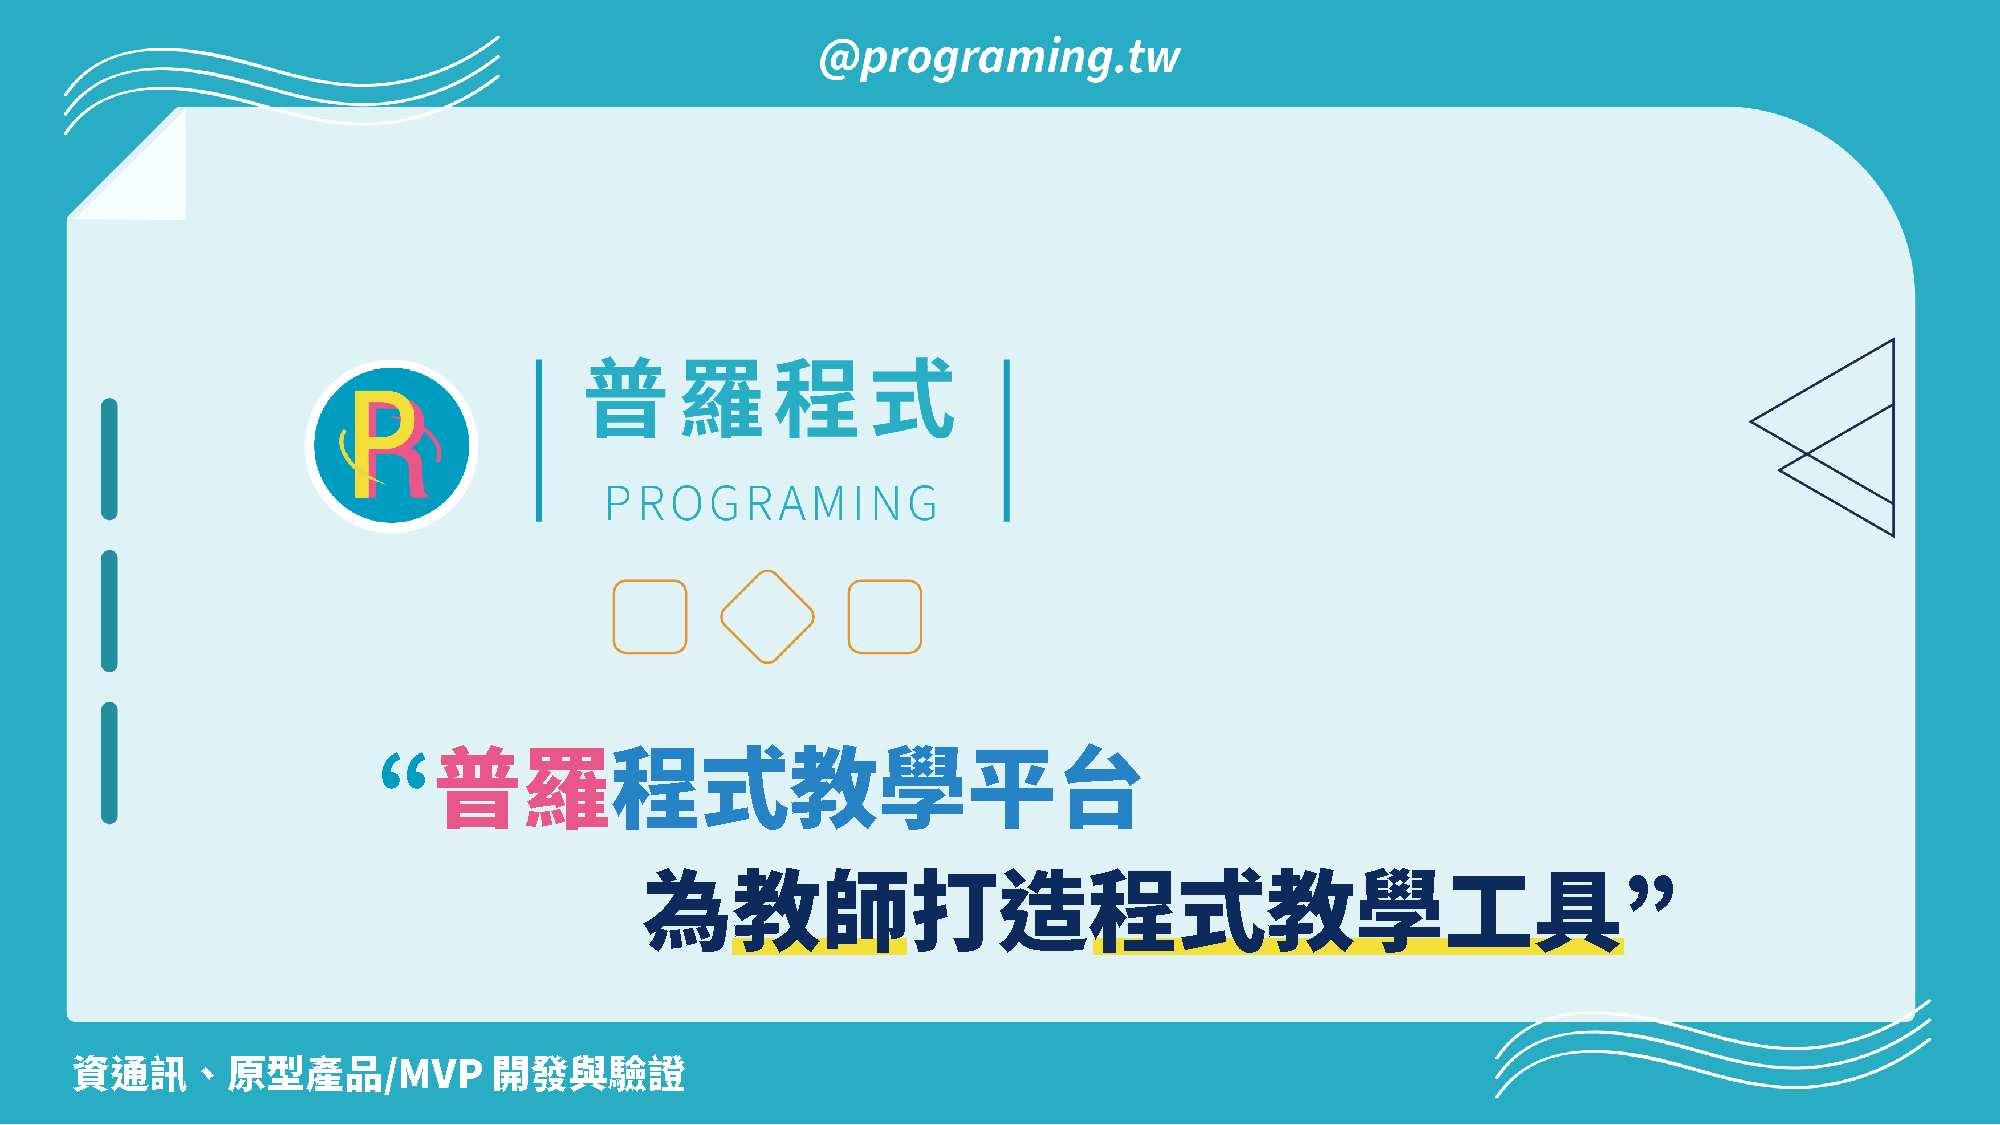 @programing.tw
普羅程式
PROGRAMING
“普羅程式教學平台
為教師打造程式教學工具”
資通訊、原型產品/MVP 開發與驗證